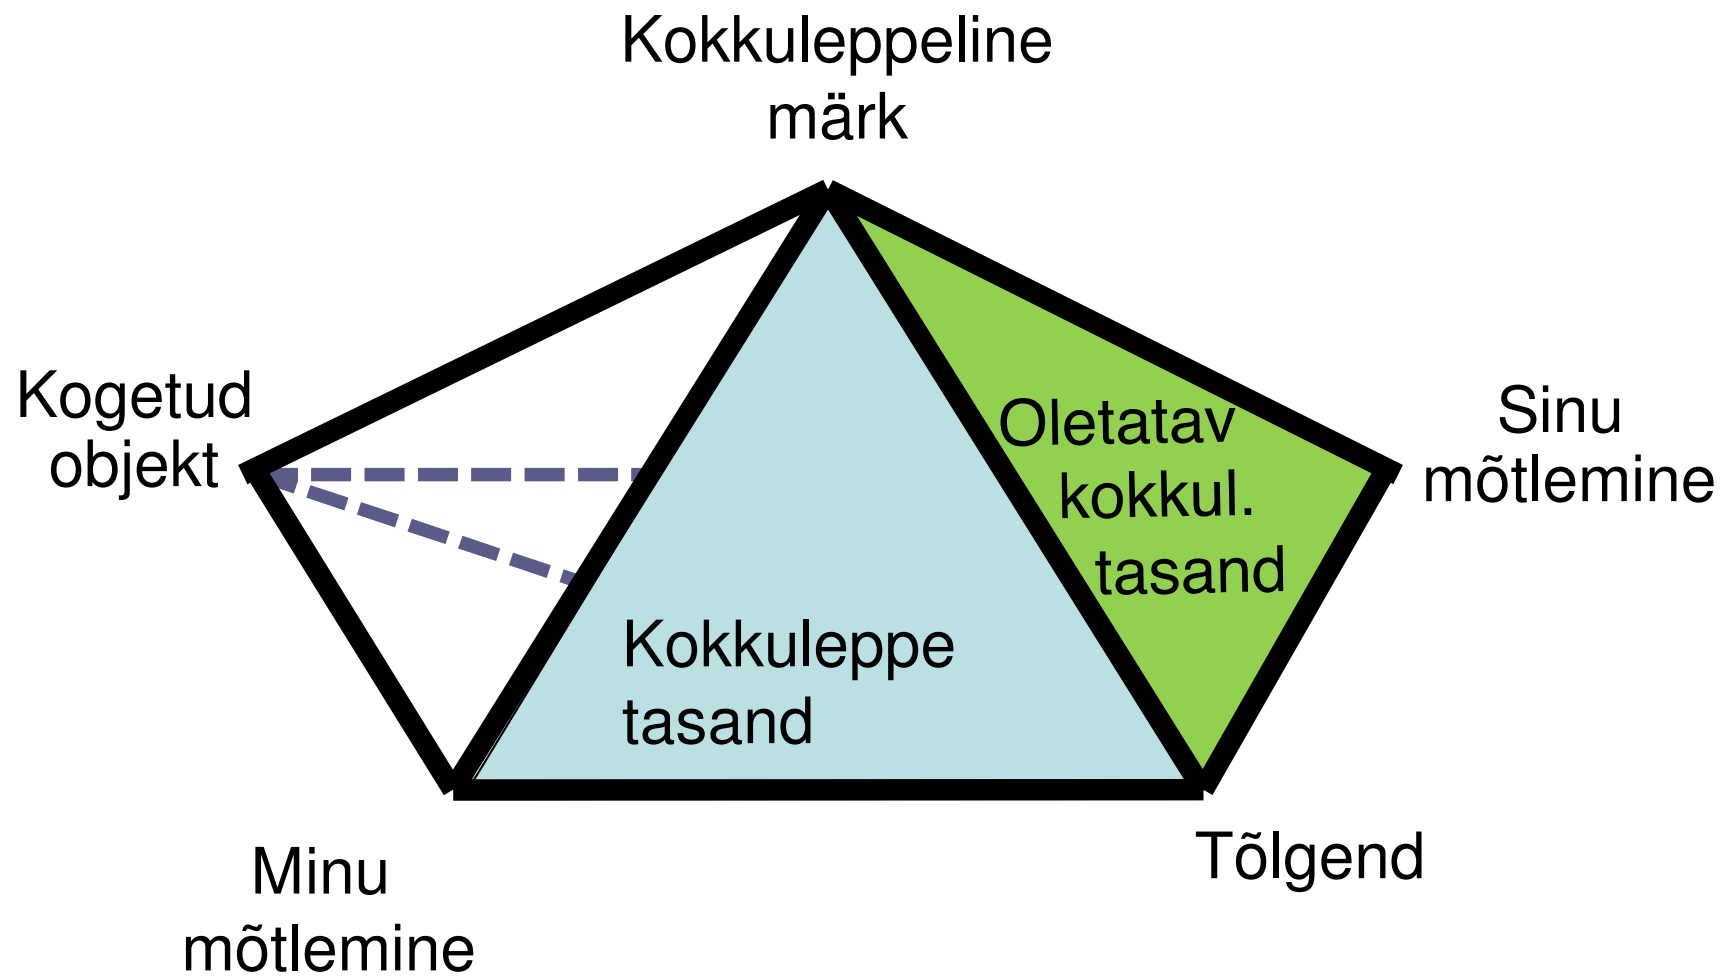 Kokkuleppeline
märk
Kogetud
objekt
Oletatav
kokkul.
tasand
Sinu
mõtlemine
Kokkuleppe
tasand
Tõlgend
Minu
mõtlemine